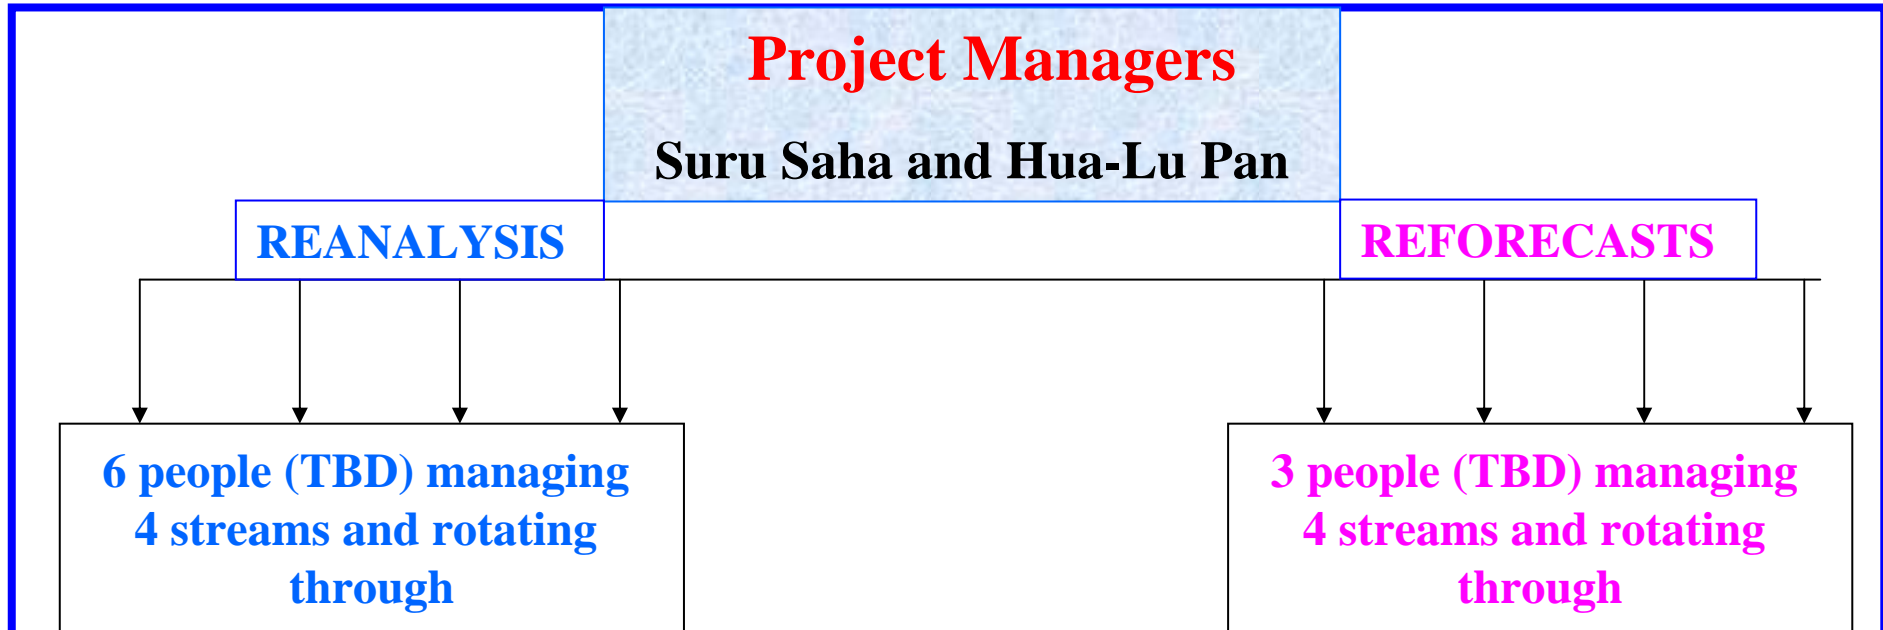 Project Managers
Suru Saha and Hua-Lu Pan
REANALYSIS
REFORECASTS
6 people (TBD) managing
4 streams and rotating
through
3 people (TBD) managing
4 streams and rotating
through